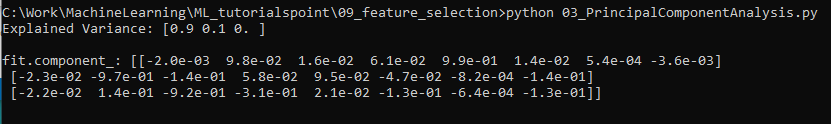 C:\Work\MachineLearning\ML_tutorialspoint\09_feature_selection>python 03_PrincipalComponentAnalysis.py
Explained Variance: [0.9 0.1 0. ]
fit.component_: [[-2.0e-03  9.8e-02  1.6e-02  6.1e-02  9.9e-01  1.4e-02  5.4e-04 -3.6e-03]
 [-2.3e-02 -9.7e-01 -1.4e-01  5.8e-02  9.5e-02 -4.7e-02 -8.2e-04 -1.4e-01]
 [-2.2e-02  1.4e-01 -9.2e-01 -3.1e-01  2.1e-02 -1.3e-01 -6.4e-04 -1.3e-01]]